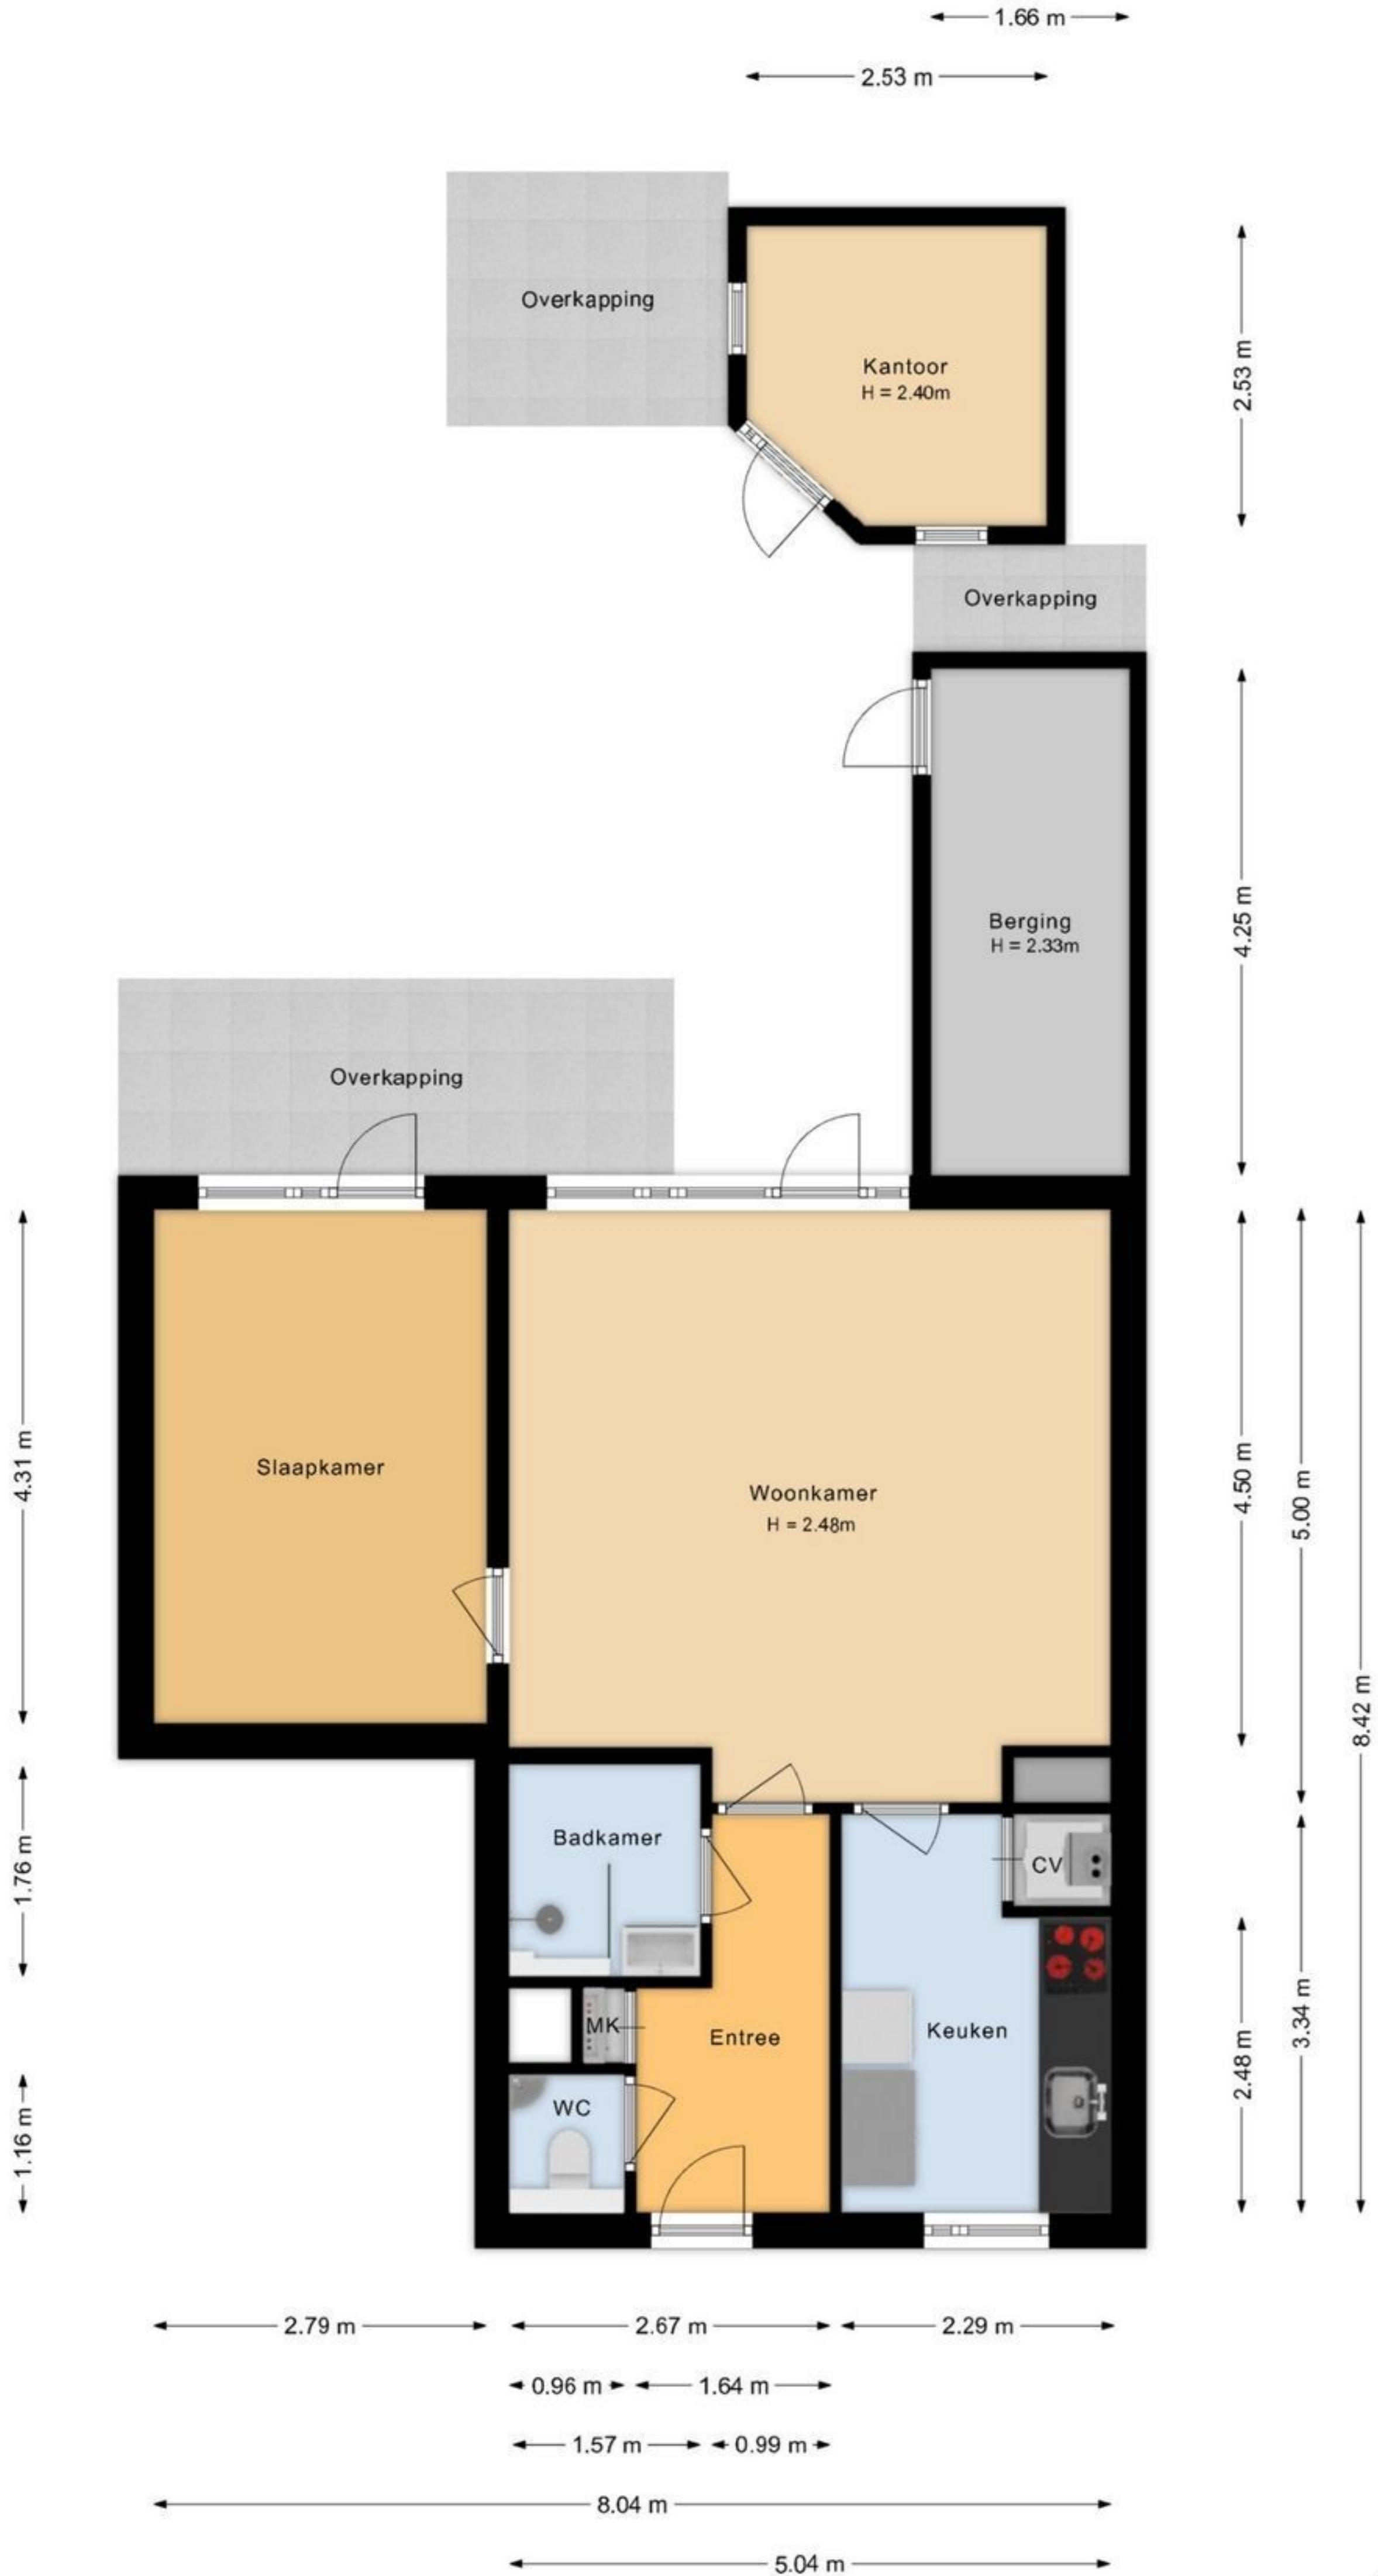 1.66 m
2.53 m
Overkapping
Kantoor
H = 2.40m
2.53 m
Overkapping
Berging
H = 2.33m
4.25 m
Overkapping
4.31 m
Slaapkamer
Woonkamer
H = 2.48m
4.50 m
5.00 m
8.42 m
1.76 m
Badkamer
CV
MK
Entree
Keuken
WC
1.16 m
2.48 m
3.34 m
2.79 m
2.67 m
2.29 m
0.96 m
1.64 m
1.57 m
0.99 m
8.04 m
5.04 m